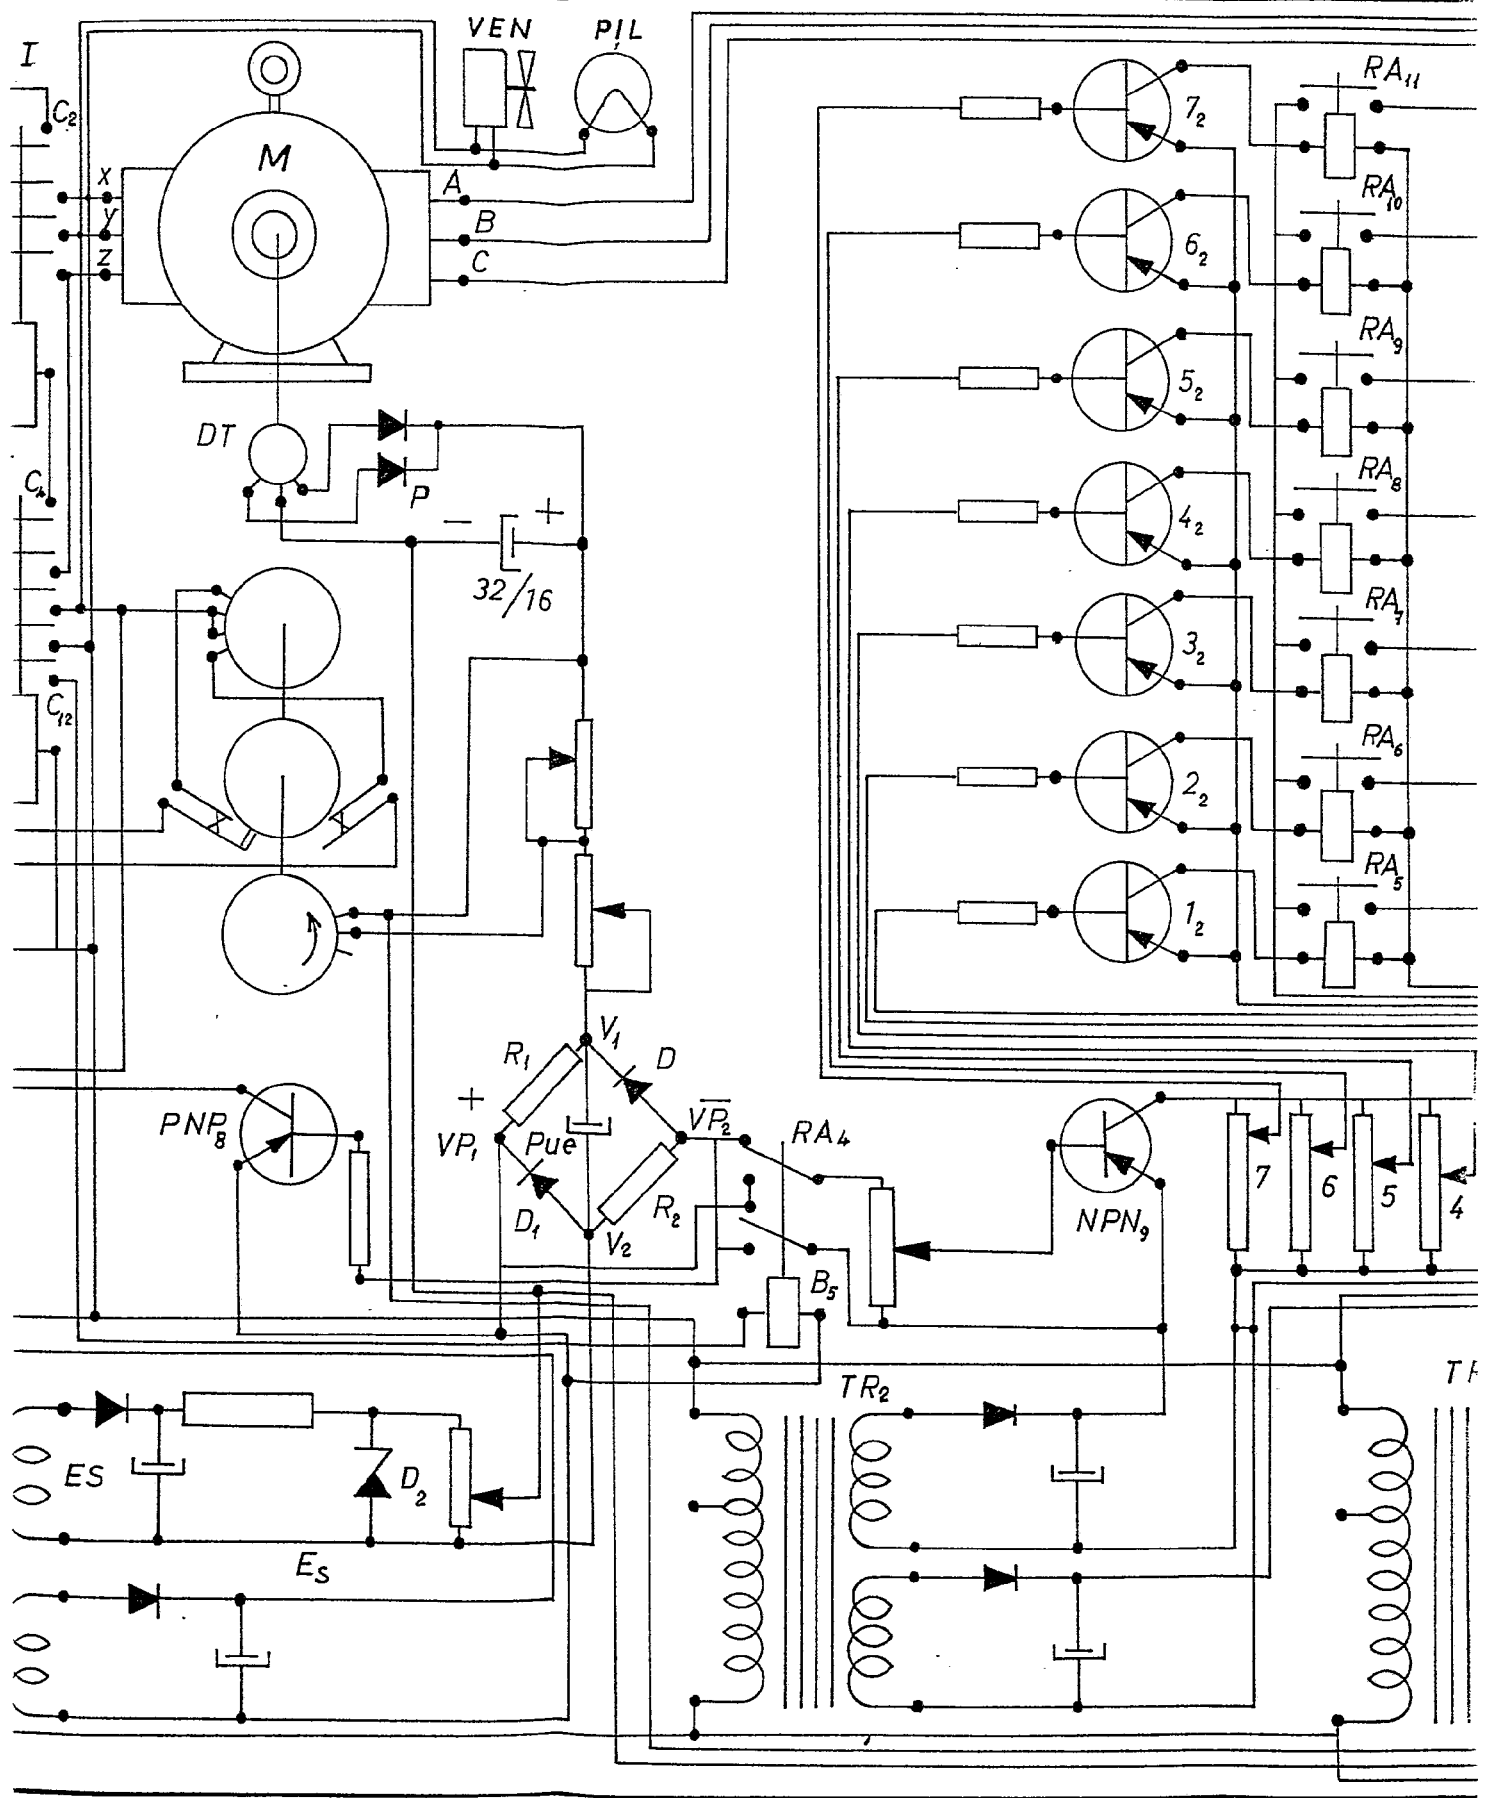 VEN
PIL
I
C2
M
x
y
z
A
B
C
DT
P
− +
32/16
C4
C12
RA11
72
RA10
62
RA9
52
RA8
42
RA7
32
RA6
22
RA5
12
V1
R1
D
+
VP1
Pue
VP2
RA4
PNP8
D1
R2
V2
B5
NPN9
7
6
5
4
TR2
ES
D2
ES